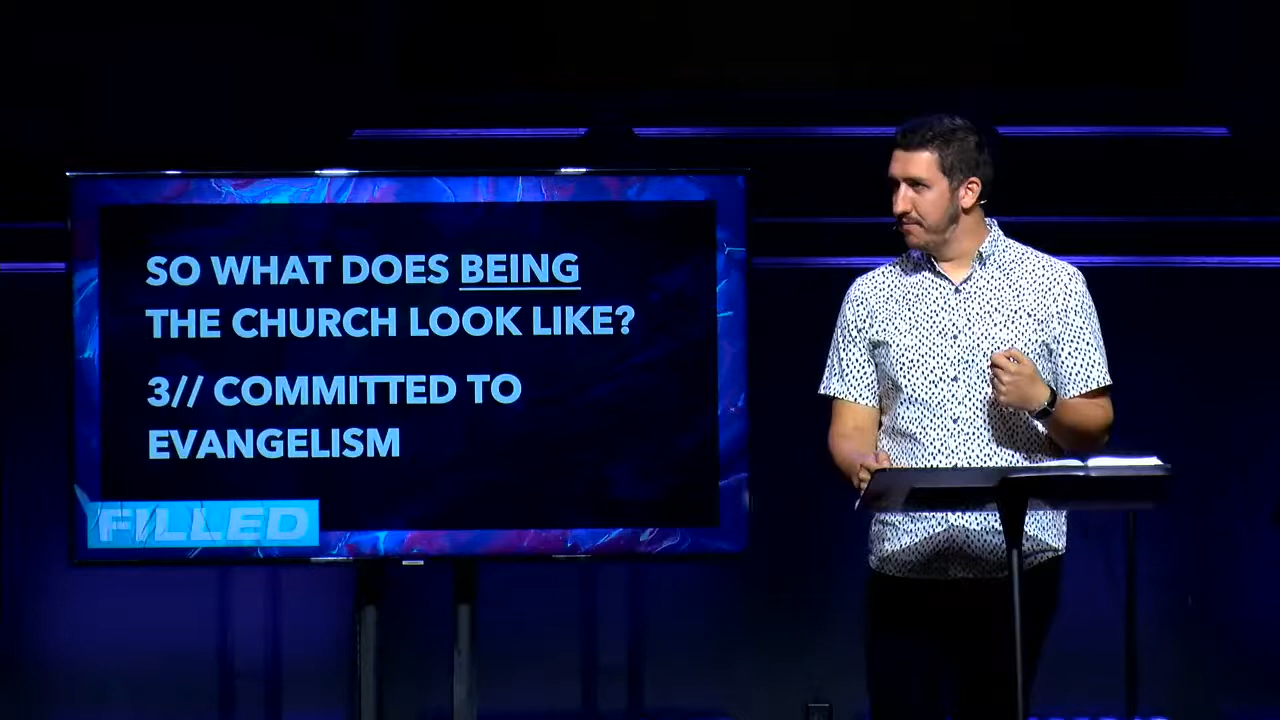 SO WHAT DOES BEING
THE CHURCH LOOK LIKE?
3// COMMITTED TO
EVANGELISM
FILLED